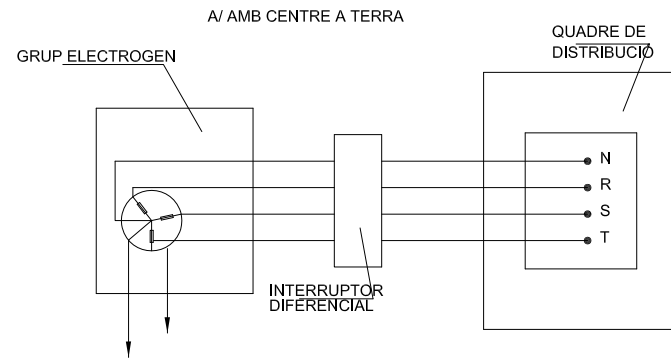 A/ AMB CENTRE A TERRA
GRUP ELECTROGEN
QUADRE DE
DISTRIBUCIÓ
N
R
S
T
INTERRUPTOR
DIFERENCIAL